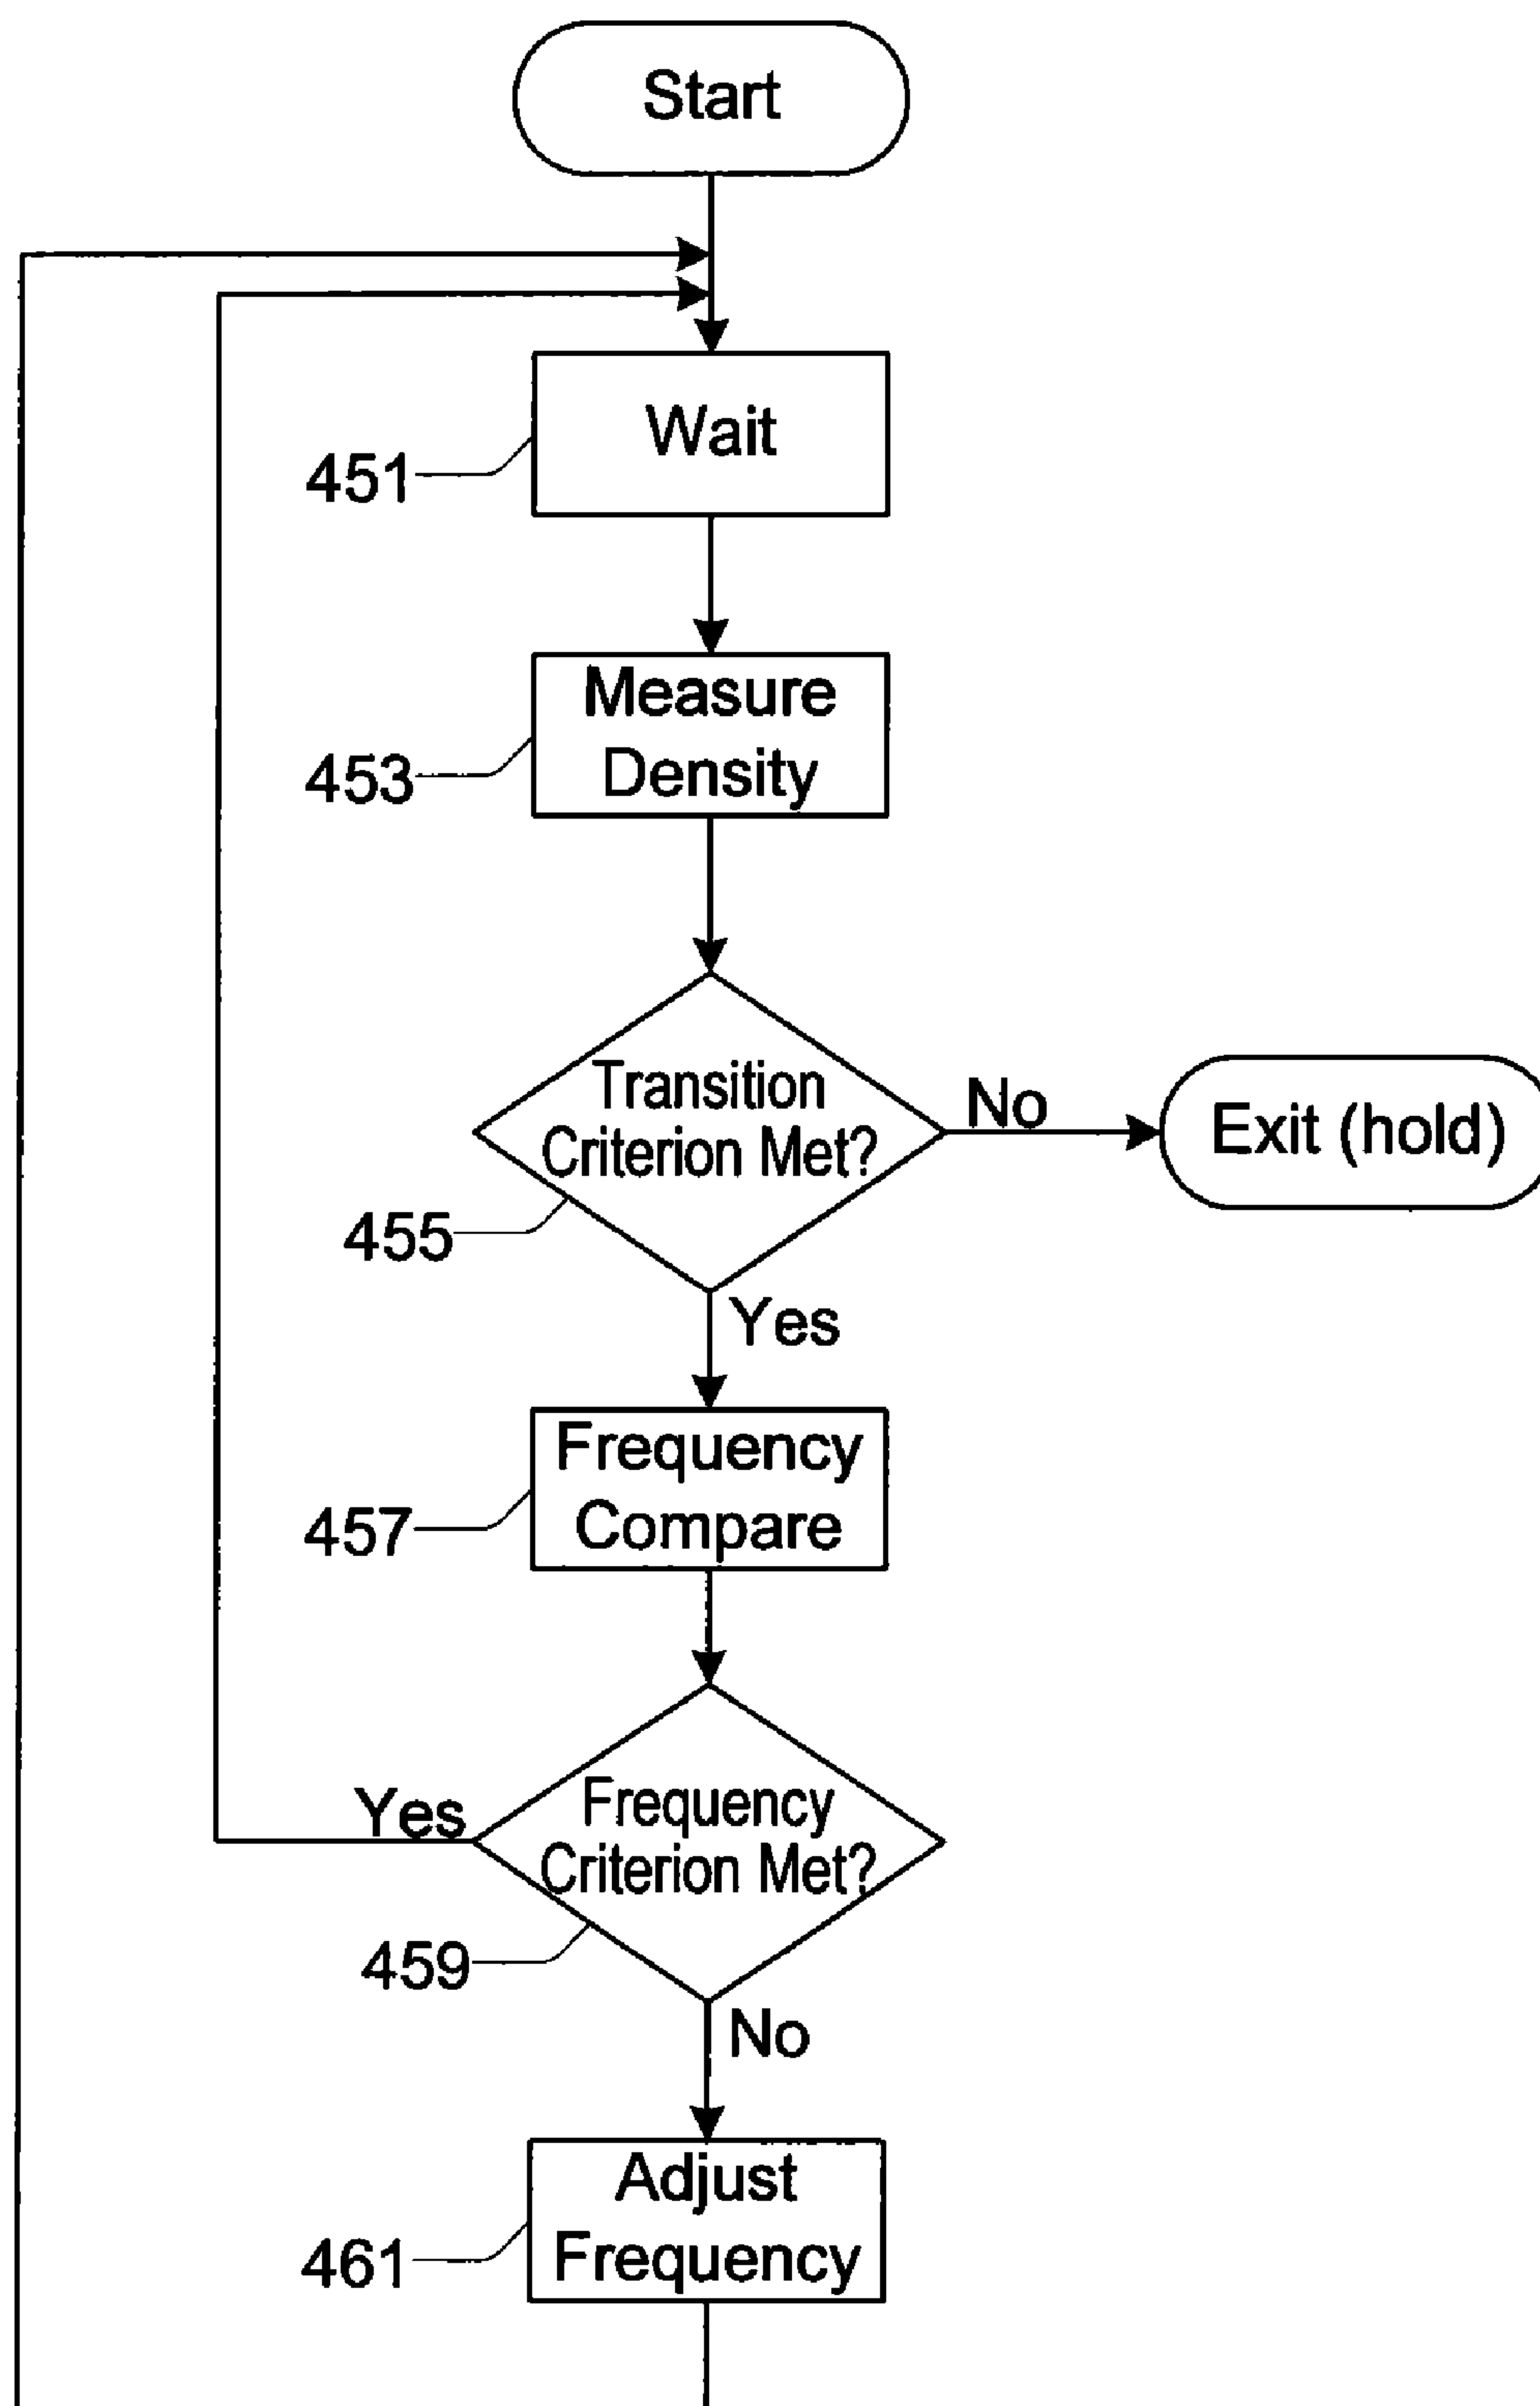 Start
Wait
451
Measure
Density
453
Transition
Criterion Met?
No
Exit (hold)
455
Yes
Frequency
Compare
457
Yes
Frequency
Criterion Met?
459
No
Adjust
Frequency
461